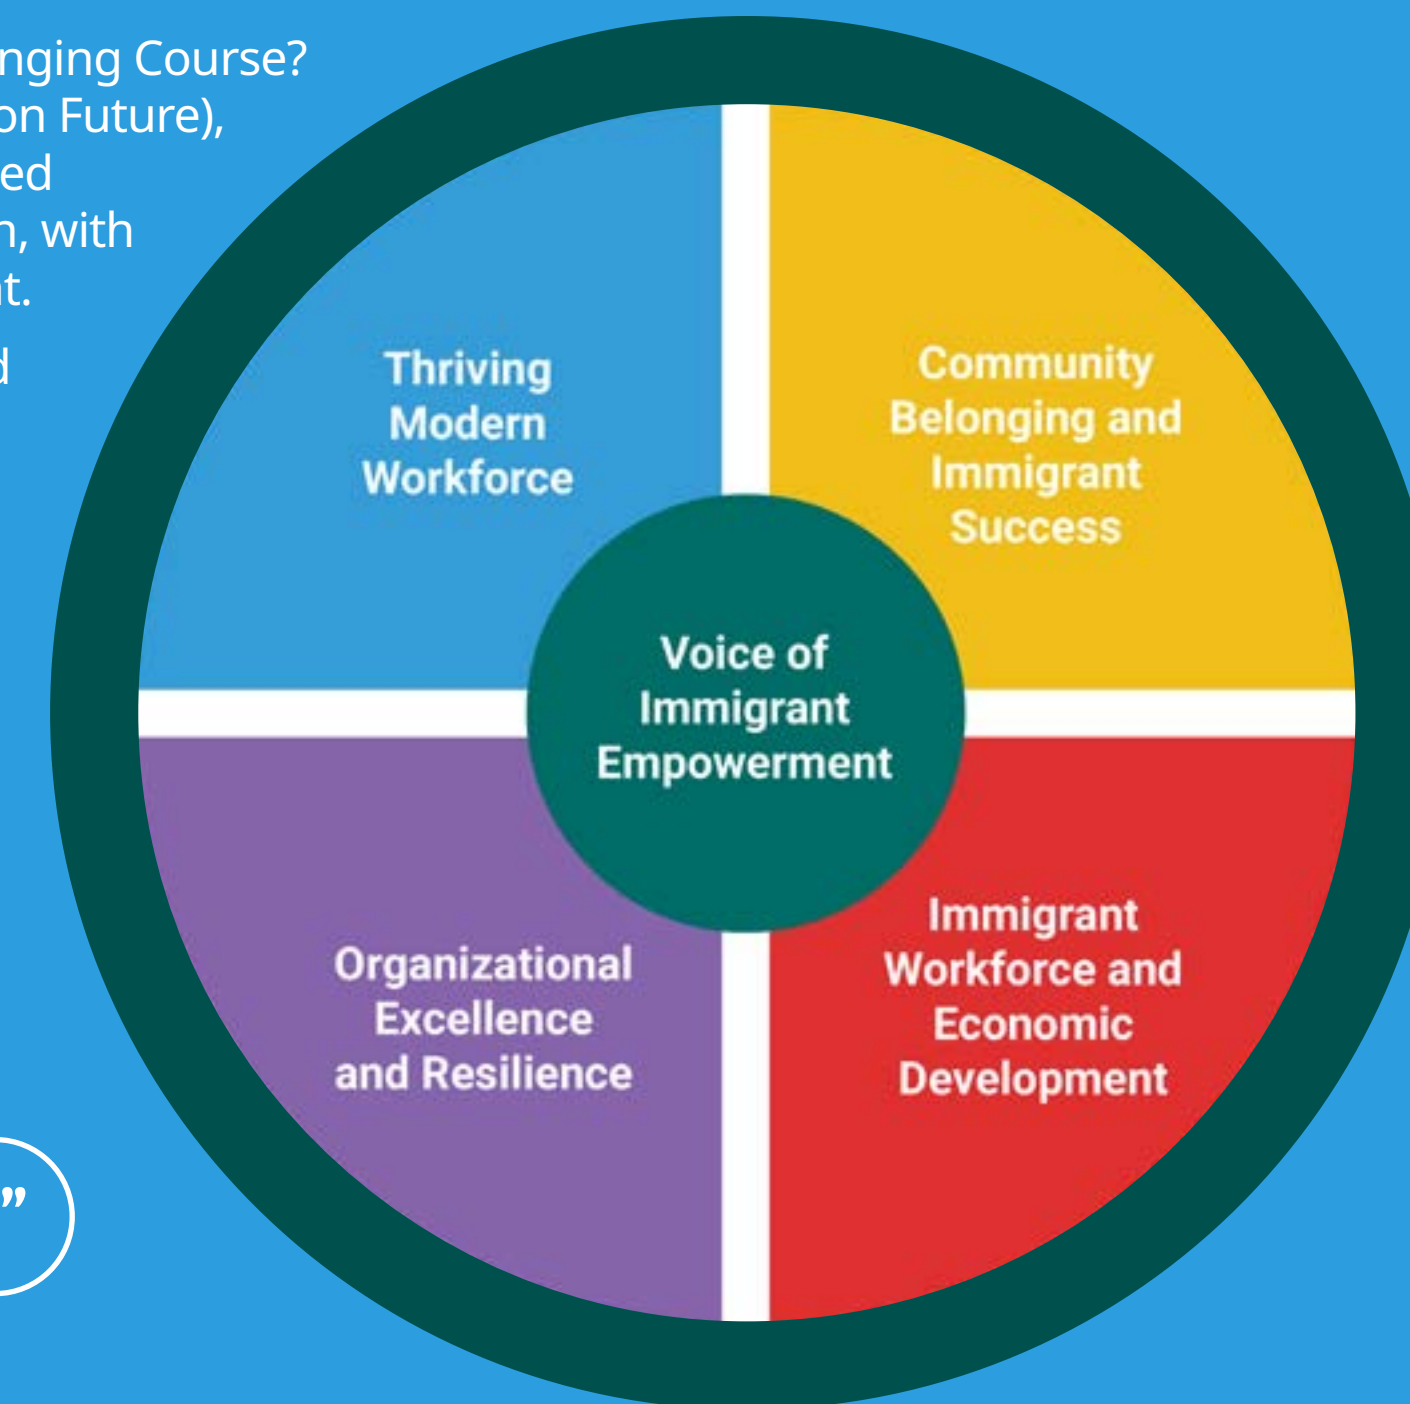 nging Course?
on Future),
ed
n, with
t.
d
Thriving
Modern
Workforce
Community
Belonging and
Immigrant
Success
Voice of
Immigrant
Empowerment
Organizational
Excellence
and Resilience
Immigrant
Workforce and
Economic
Development
”